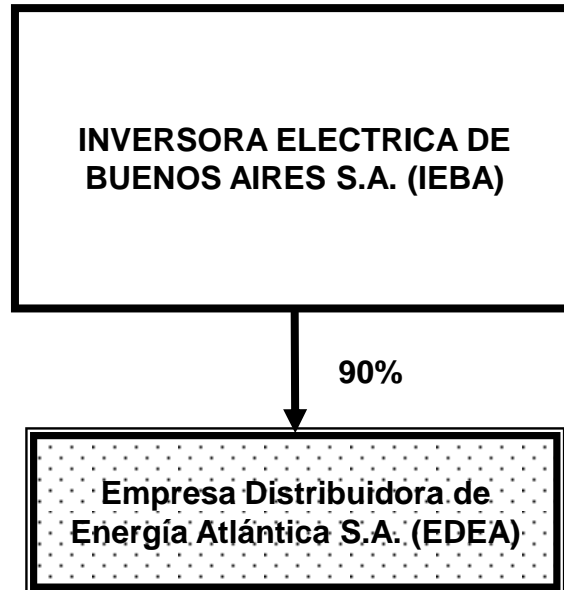 INVERSORA ELECTRICA DE
BUENOS AIRES S.A. (IEBA)
90%
Empresa Distribuidora de
Energía Atlántica S.A. (EDEA)